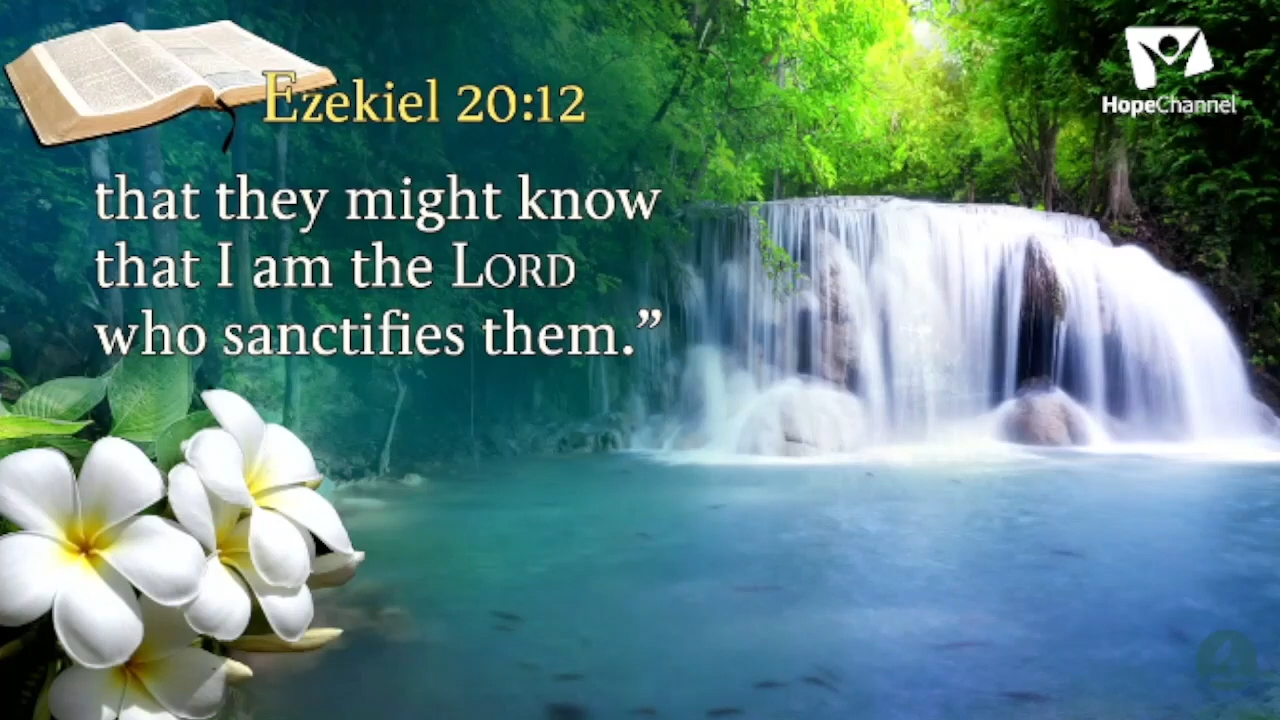 Ezekiel 20:12
HopeChannel
that they might know
that I am the LORD
who sanctifies them.”